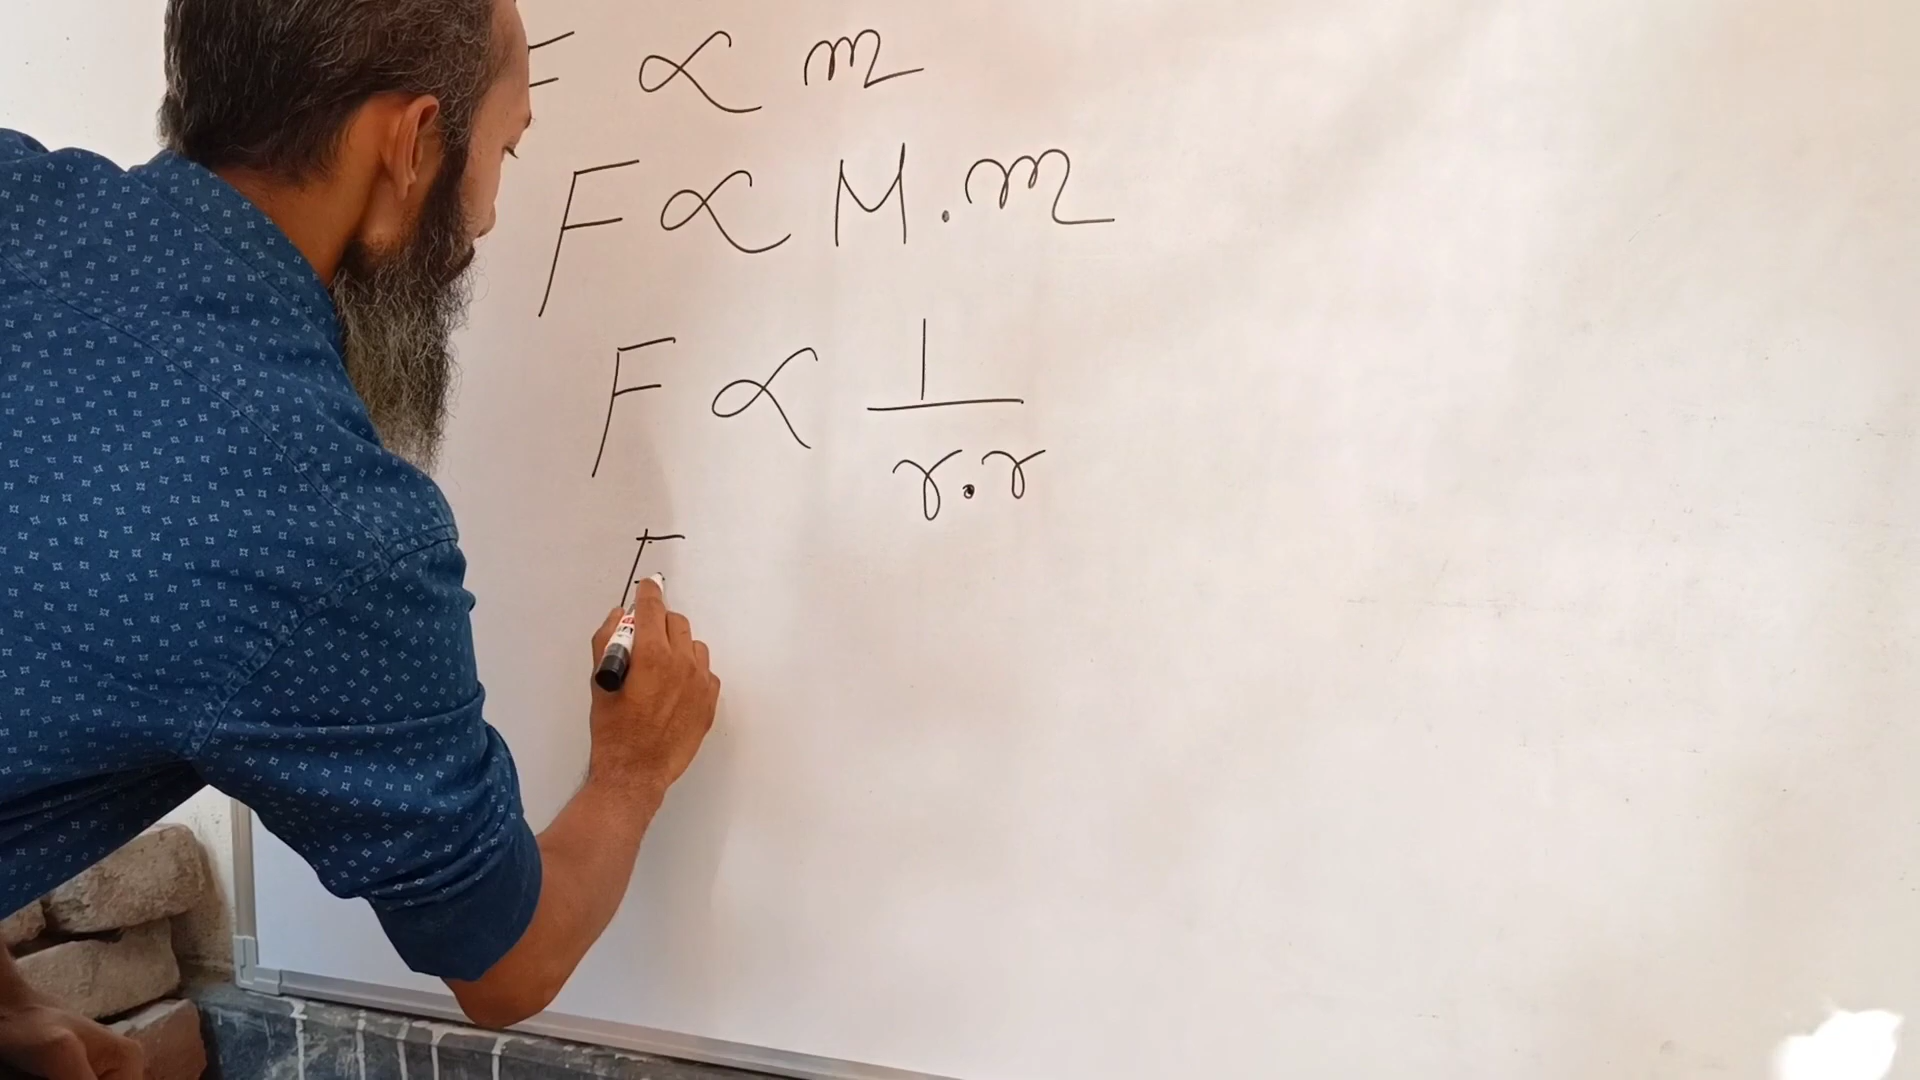 F ∝ m
F ∝ M . m
F ∝ 1
r . r
F